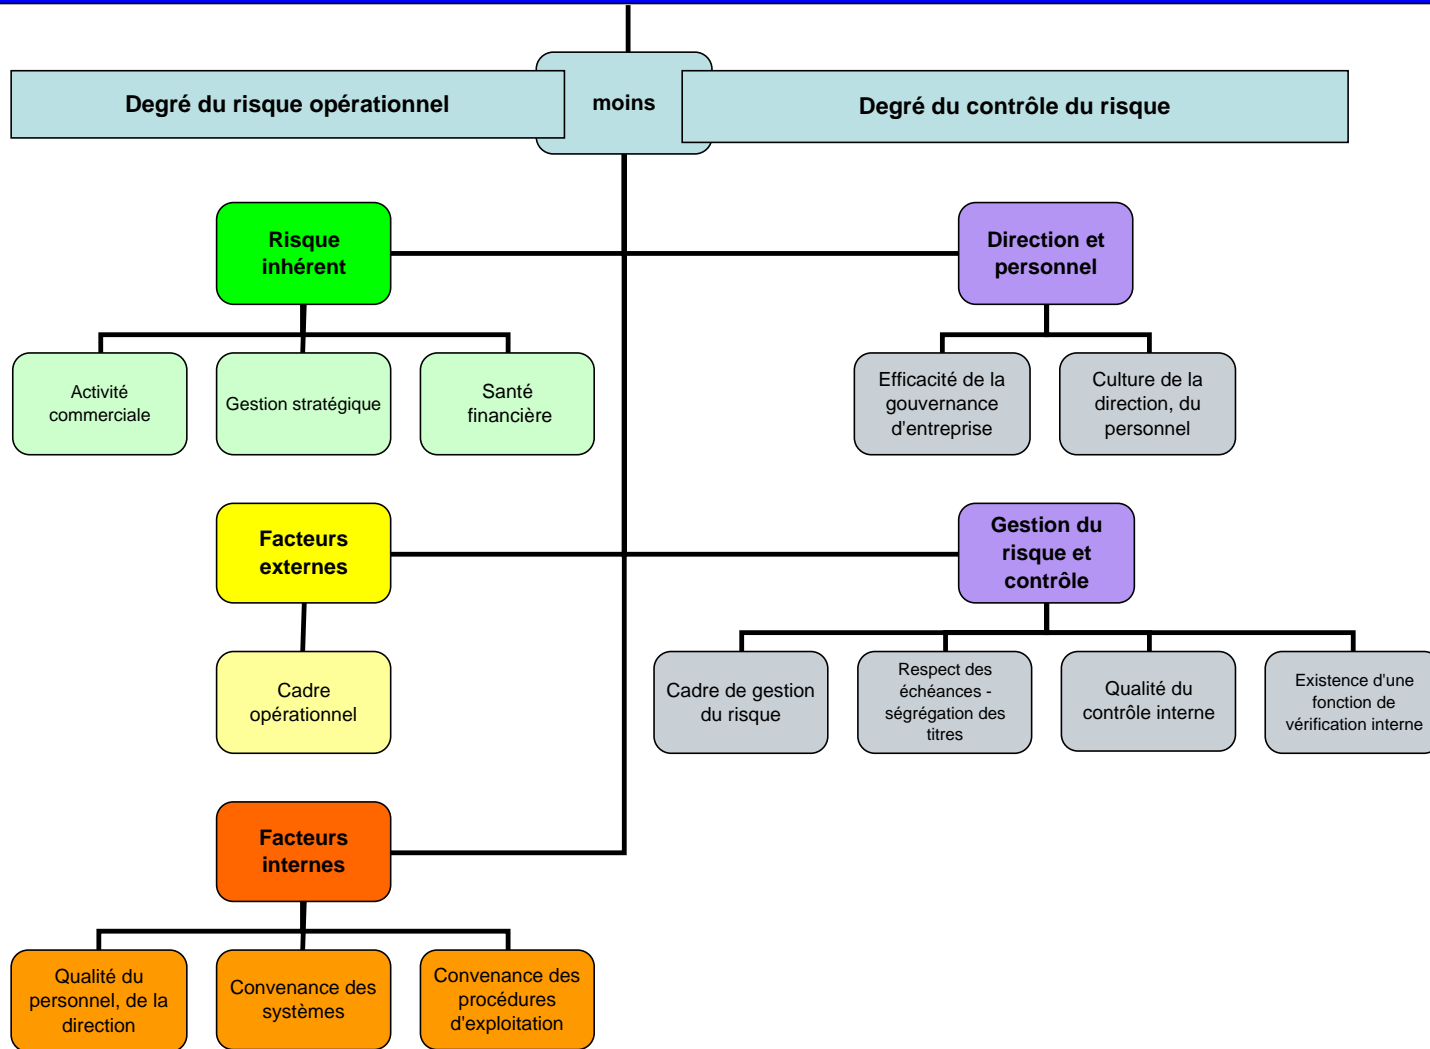 Degré du risque opérationnel
moins
Degré du contrôle du risque
Risque
inhérent
Direction et
personnel
Activité
commerciale
Gestion stratégique
Santé
financière
Efficacité de la
gouvernance
d'entreprise
Culture de la
direction, du
personnel
Facteurs
externes
Gestion du
risque et
contrôle
Cadre
opérationnel
Cadre de gestion
du risque
Respect des
échéances -
ségrégation des
titres
Qualité du
contrôle interne
Existence d'une
fonction de
vérification interne
Facteurs
internes
Qualité du
personnel, de la
direction
Convenance des
systèmes
Convenance des
procédures
d'exploitation